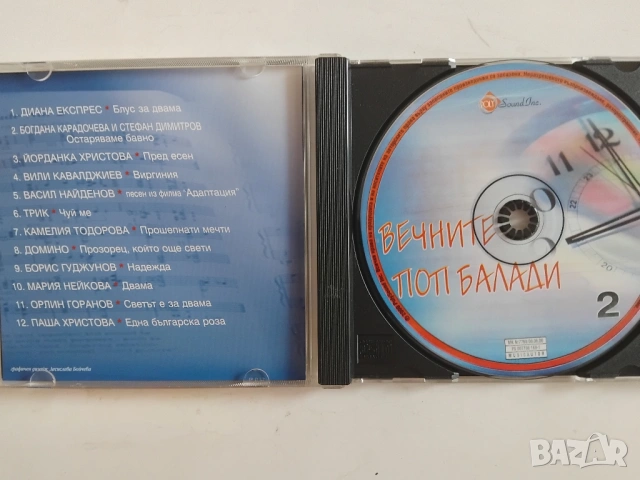 1. ДИАНА ЕКСПРЕС * Блус за двама
2. БОГДАНА КАРАДОЧЕВА И СТЕФАН ДИМИТРОВ
Остаряваме бавно
3. ЙОРДАНКА ХРИСТОВА * Пред есен
4. ВИЛИ КАВАЛДЖИЕВ * Виргиния
5. ВАСИЛ НАЙДЕНОВ * песен из филма "Адаптация"
6. ТРИК * Чуй ме
7. КАМЕЛИЯ ТОДОРОВА * Прошепнати мечти
8. ДОМИНО * Прозорец, който още свети
9. БОРИС ГУДЖУНОВ * Надежда
10. МАРИЯ НЕЙКОВА * Двама
11. ОРЛИН ГОРАНОВ * Светът е за двама
12. ПАША ХРИСТОВА * Една българска роза
Sound Inc.
11 12
ВЕЧНИТЕ
ПОП БАЛАДИ
2
BAZAR